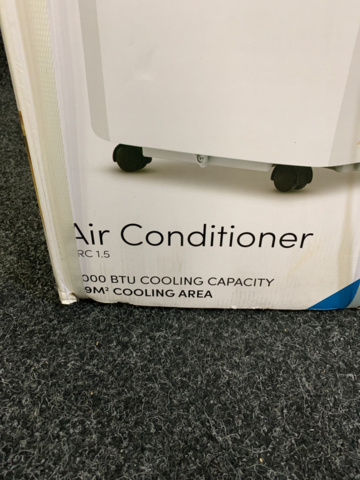 Air Conditioner
RC 1.5
000 BTU COOLING CAPACITY
9M² COOLING AREA